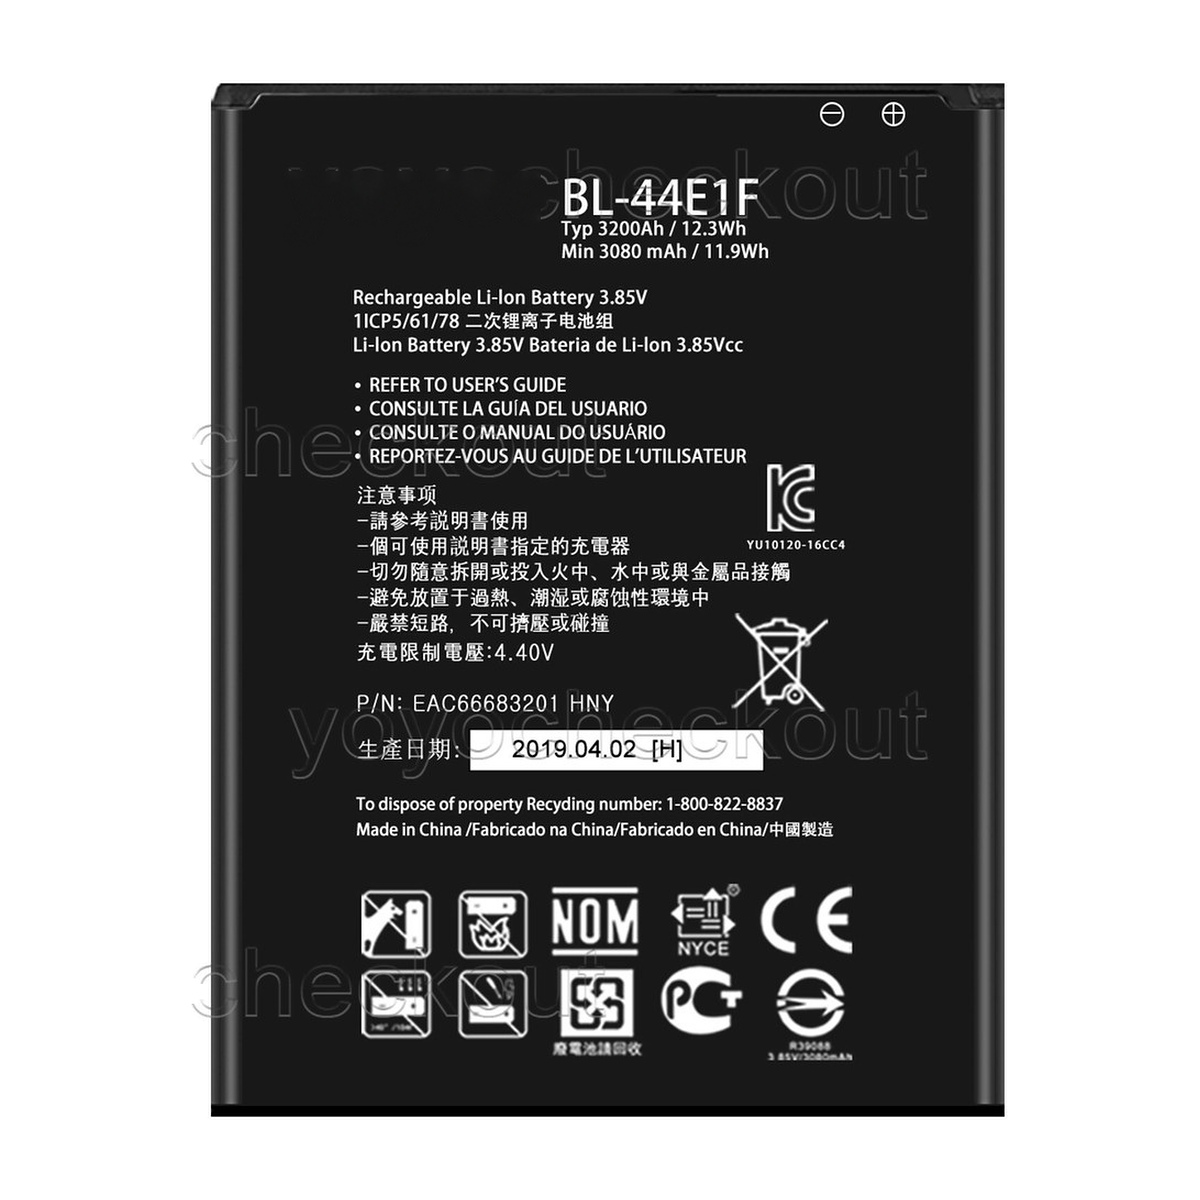 BL-44E1F
Typ 3200Ah / 12.3Wh
Min 3080 mAh / 11.9Wh
Rechargeable Li-Ion Battery 3.85V
1ICP5/61/78 二次锂离子电池组
Li-Ion Battery 3.85V Bateria de Li-Ion 3.85Vcc
• REFER TO USER'S GUIDE
• CONSULTE LA GUÍA DEL USUARIO
• CONSULTE O MANUAL DO USUÁRIO
• REPORTEZ-VOUS AU GUIDE DE L'UTILISATEUR
注意事项
-請參考説明書使用
-個可使用説明書指定的充電器
-切勿隨意拆開或投入火中、水中或與金屬品接觸
-避免放置于過熱、潮湿或腐蚀性環境中
-嚴禁短路，不可擠壓或碰撞
充電限制電壓:4.40V
YU10120-16CC4
P/N: EAC66683201 HNY
生產日期: 2019.04.02 [H]
To dispose of property Recyding number: 1-800-822-8837
Made in China /Fabricado na China/Fabricado en China/中國製造
NOM
NYCE
CE
廢電池請回收
R39088
3.85V/3080mAh
yoyocheckout
checkout
yoyocheckout
checkout